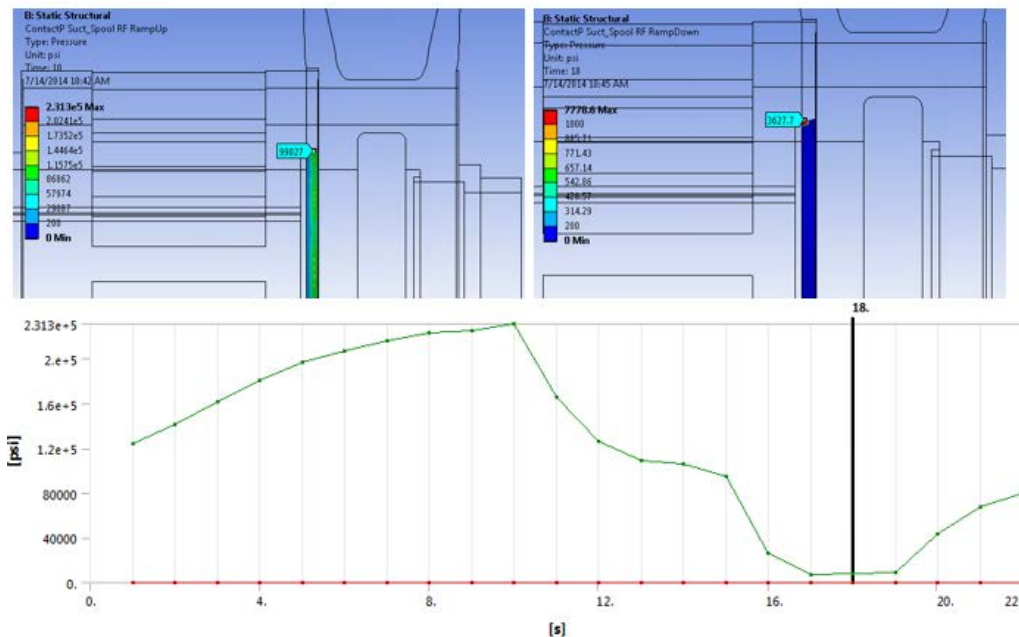 B: Static Structural
ContactP Suct_Spool RF RampUp
Type: Pressure
Unit: psi
Time: 10
7/14/2014 10:42 AM
2.313e5 Max
2.0241e5
1.7352e5
1.4464e5
1.1575e5
86862
57974
29087
200
0 Min
99027
B: Static Structural
ContactP Suct_Spool RF RampDown
Type: Pressure
Unit: psi
Time: 18
7/14/2014 10:45 AM
7778.6 Max
1000
885.71
771.43
657.14
542.86
428.57
314.29
200
0 Min
3627.7
18.
2.313e+5
2.e+5
1.6e+5
1.2e+5
80000
40000
0.
[psi]
0.
4.
8.
12.
16.
20.
22
[s]